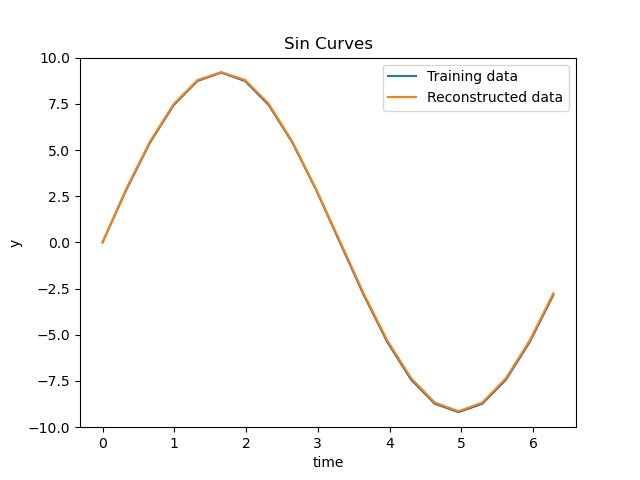 Sin Curves
Training data
Reconstructed data
10.0
7.5
5.0
2.5
0.0
−2.5
−5.0
−7.5
−10.0
y
0 1 2 3 4 5 6
time